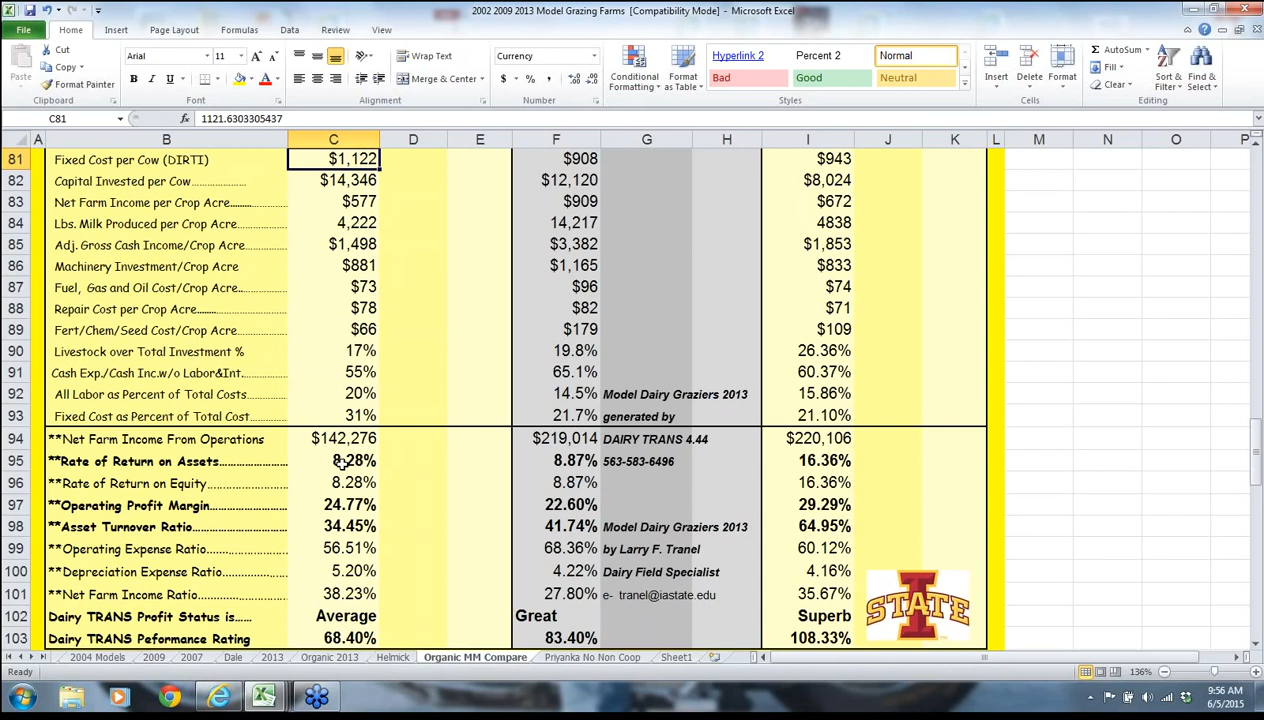 2002 2009 2013 Model Grazing Farms [Compatibility Mode] - Microsoft Excel
File Home Insert Page Layout Formulas Data Review View
Paste Cut Arial 11 Wrap Text Currency Conditional Formatting Format as Table Hyperlink 2 Percent 2 Normal Insert Delete Format AutoSum Sort & Filter Find & Select
Copy Fill
Format Painter B I U Merge & Center $ % , Bad Good Neutral Clear
Clipboard Font Alignment Number Styles Cells Editing
C81 fx 1121.6303305437
A B C D E F G H I J K L M N O P
81 Fixed Cost per Cow (DIRTI) $1,122 $908 $943
82 Capital Invested per Cow..................... $14,346 $12,120 $8,024
83 Net Farm Income per Crop Acre......... $577 $909 $672
84 Lbs. Milk Produced per Crop Acre................ 4,222 14,217 4838
85 Adj. Gross Cash Income/Crop Acre............... $1,498 $3,382 $1,853
86 Machinery Investment/Crop Acre $881 $1,165 $833
87 Fuel, Gas and Oil Cost/Crop Acre................. $73 $96 $74
88 Repair Cost per Crop Acre........ $78 $82 $71
89 Fert/Chem/Seed Cost/Crop Acre............... $66 $179 $109
90 Livestock over Total Investment % 17% 19.8% 26.36%
91 Cash Exp./Cash Inc.w/o Labor&Int. 55% 65.1% 60.37%
92 All Labor as Percent of Total Costs 20% 14.5% Model Dairy Graziers 2013 15.86%
93 Fixed Cost as Percent of Total Cost............ 31% 21.7% generated by 21.10%
94 **Net Farm Income From Operations $142,276 $219,014 DAIRY TRANS 4.44 $220,106
95 **Rate of Return on Assets........................ 8.28% 8.87% 563-583-6496 16.36%
96 **Rate of Return on Equity........................ 8.28% 8.87% 16.36%
97 **Operating Profit Margin........................ 24.77% 22.60% 29.29%
98 **Asset Turnover Ratio........................ 34.45% 41.74% Model Dairy Graziers 2013 64.95%
99 **Operating Expense Ratio........................ 56.51% 68.36% by Larry F. Tranel 60.12%
100 **Depreciation Expense Ratio..................... 5.20% 4.22% Dairy Field Specialist 4.16%
101 **Net Farm Income Ratio........................ 38.23% 27.80% e- tranel@iastate.edu 35.67%
102 Dairy TRANS Profit Status is...... Average Great Superb
103 Dairy TRANS Peformance Rating 68.40% 83.40% 108.33%
I STATE
2004 Models 2009 2007 Dale 2013 Organic 2013 Helmick Organic MM Compare Priyanka No Non Coop Sheet1
Ready 136%
9:56 AM
6/5/2015